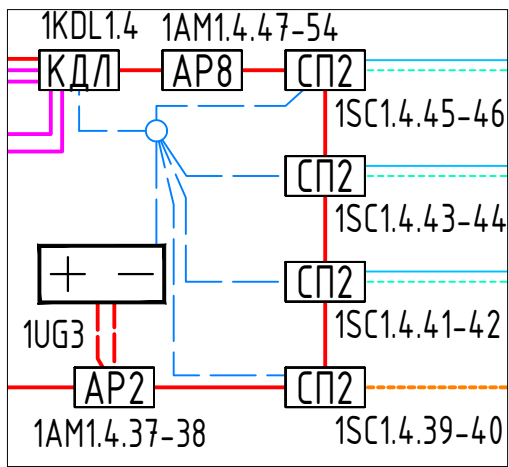 1KDL1.4 1AM1.4.47-54
КДЛ АР8 СП2
1SC1.4.45-46
СП2
1SC1.4.43-44
+ −
СП2
1UG3 1SC1.4.41-42
АР2 СП2
1AM1.4.37-38 1SC1.4.39-40